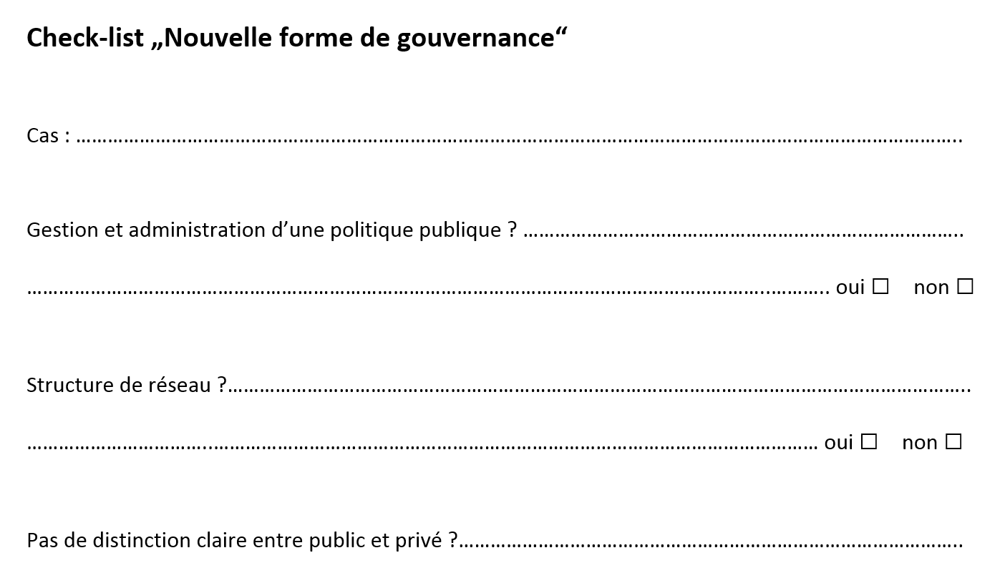 Check-list „Nouvelle forme de gouvernance“
Cas : ……………………………………………………………………………………………………………………………………………………..
Gestion et administration d’une politique publique ? ………………………………………………………………………..
……………………………………………………………………………………………………………………………..……….. oui ☐ non ☐
Structure de réseau ?……………………………………………………………………………………………………………………………..
……………………………..……………………………………………………………………………………………………… oui ☐ non ☐
Pas de distinction claire entre public et privé ?…………………………………………………………………………………..